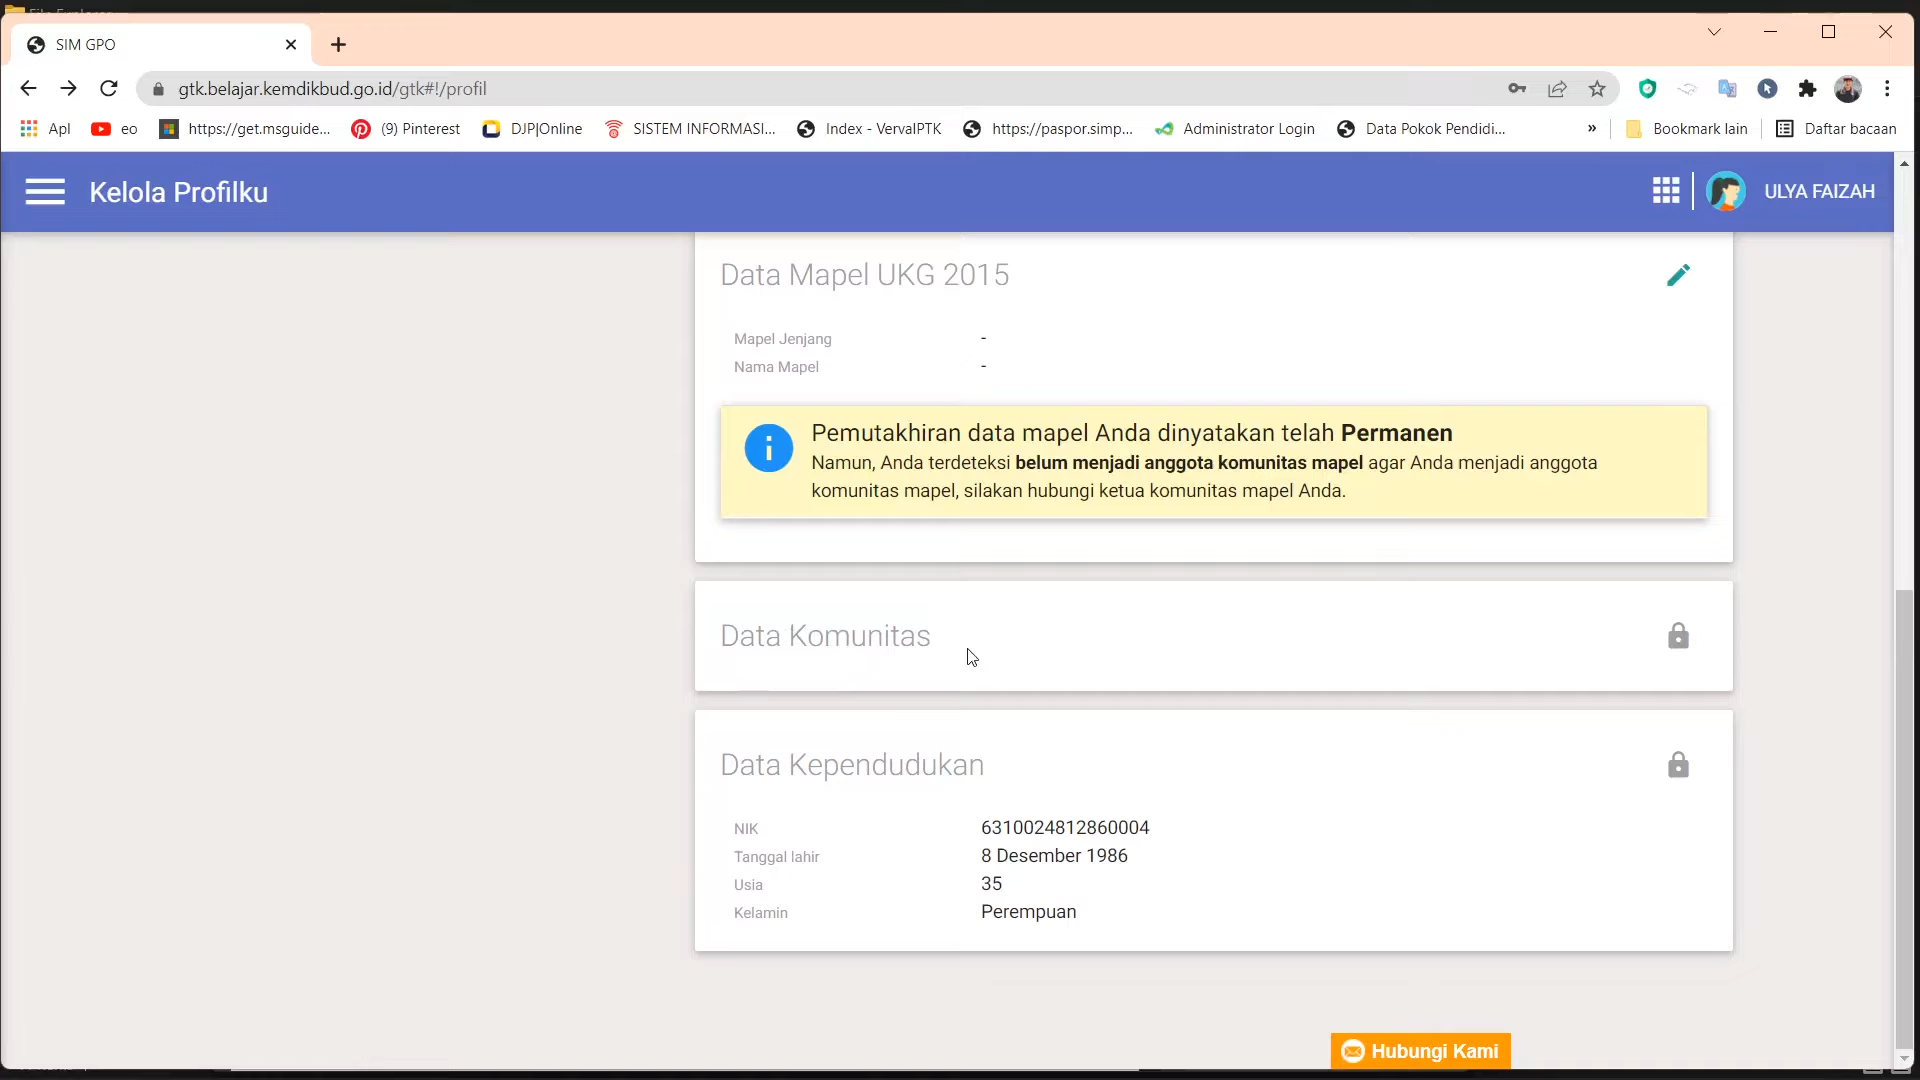 SIM GPO
gtk.belajar.kemdikbud.go.id/gtk#!/profil
Apl
eo
https://get.msguide...
(9) Pinterest
DJP|Online
SISTEM INFORMASI...
Index - VervalPTK
https://paspor.simp...
Administrator Login
Data Pokok Pendidi...
»
Bookmark lain
Daftar bacaan
Kelola Profilku
ULYA FAIZAH
Data Mapel UKG 2015
Mapel Jenjang -
Nama Mapel -
Pemutakhiran data mapel Anda dinyatakan telah Permanen
Namun, Anda terdeteksi belum menjadi anggota komunitas mapel agar Anda menjadi anggota
komunitas mapel, silakan hubungi ketua komunitas mapel Anda.
Data Komunitas
Data Kependudukan
NIK 6310024812860004
Tanggal lahir 8 Desember 1986
Usia 35
Kelamin Perempuan
Hubungi Kami